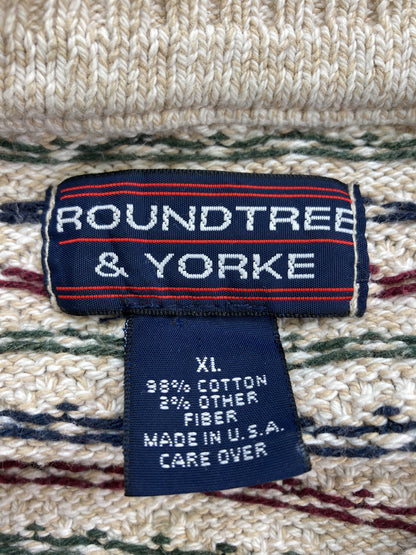 ROUNDTREE
& YORKE
XL
98% COTTON
2% OTHER
FIBER
MADE IN U.S.A.
CARE OVER